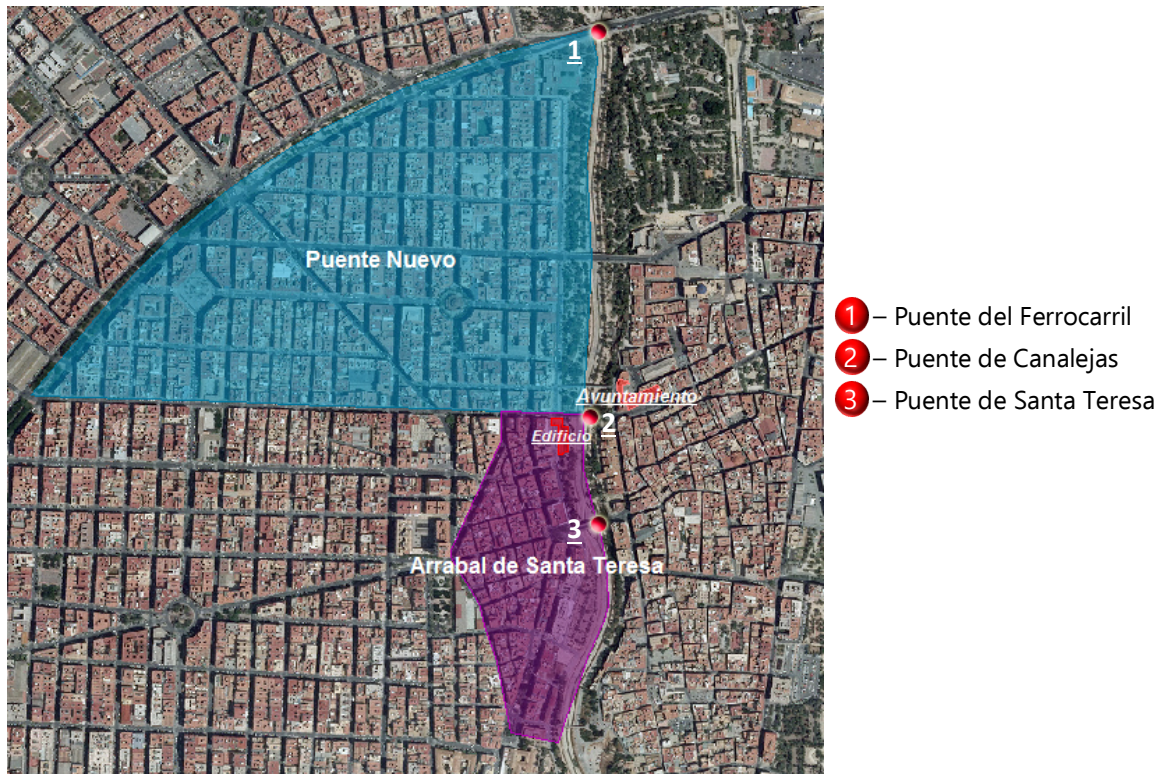 1
Puente Nuevo
Ayuntamiento
2
Edificio
3
Arrabal de Santa Teresa
1 – Puente del Ferrocarril
2 – Puente de Canalejas
3 – Puente de Santa Teresa